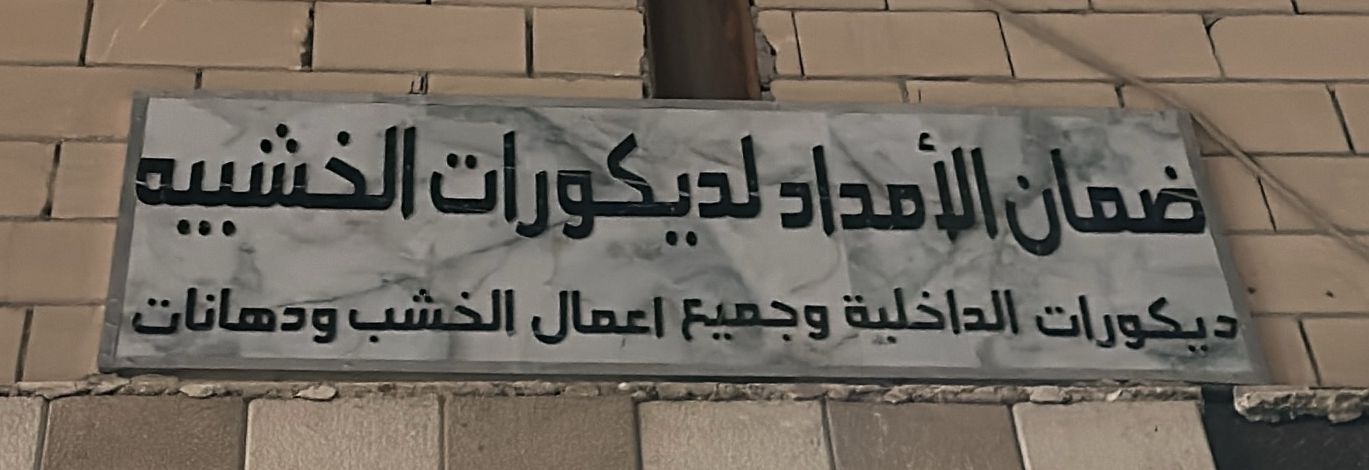 ضمان الأمداد لديكورات الخشبيه
ديكورات الداخلية وجميع اعمال الخشب ودهانات